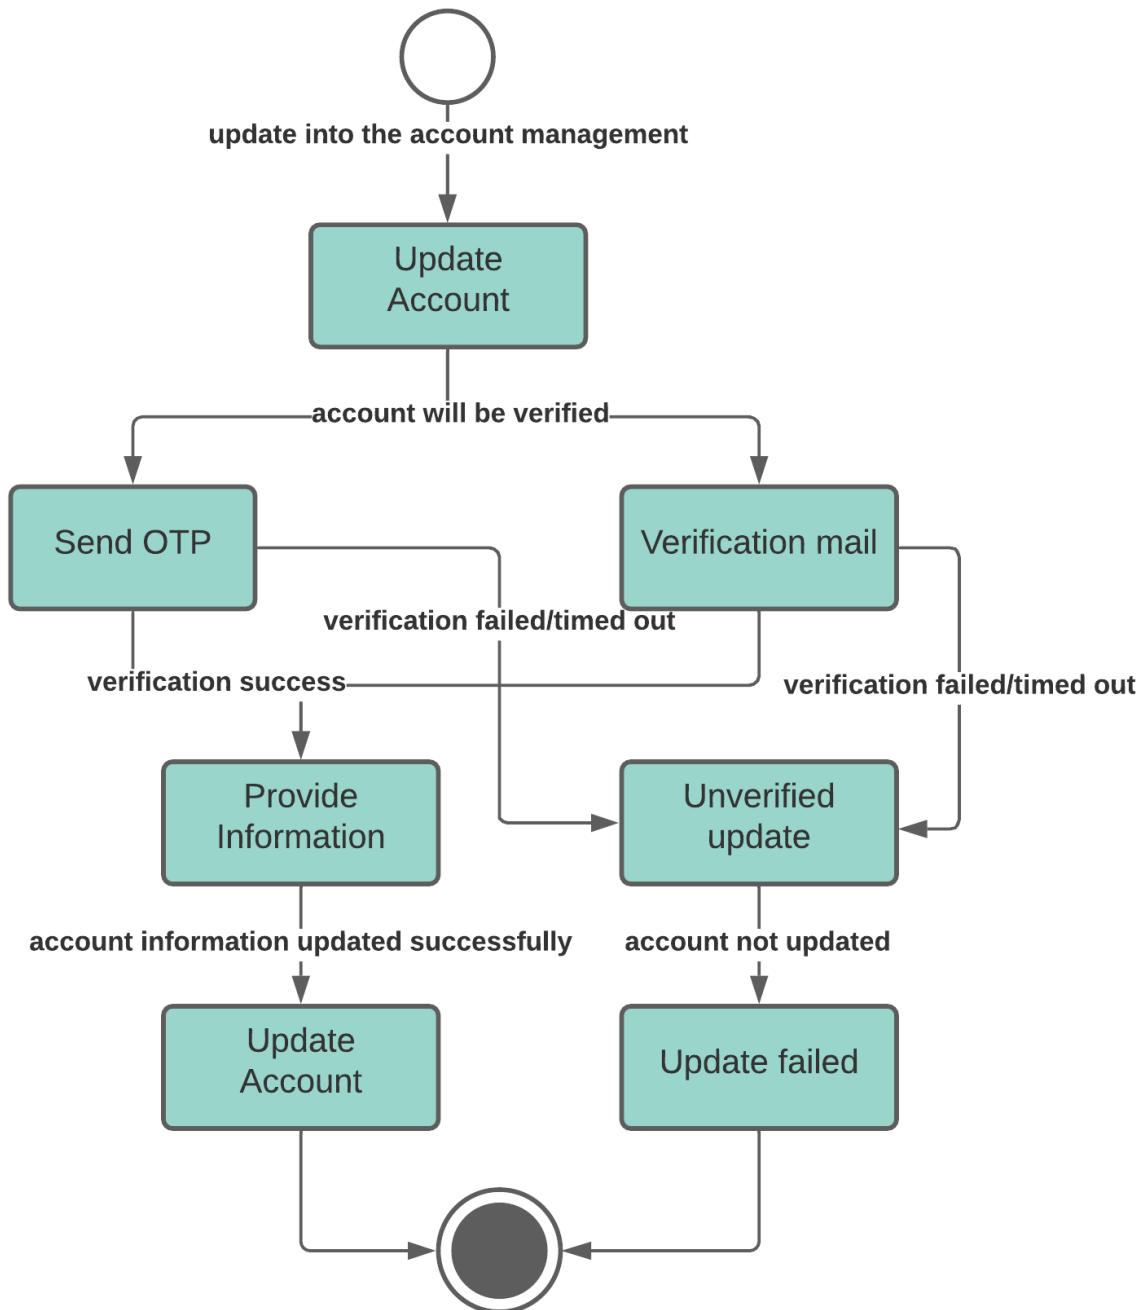 update into the account management
Update
Account
account will be verified
Send OTP
Verification mail
verification failed/timed out
verification success
verification failed/timed out
Provide
Information
Unverified
update
account information updated successfully
account not updated
Update
Account
Update failed